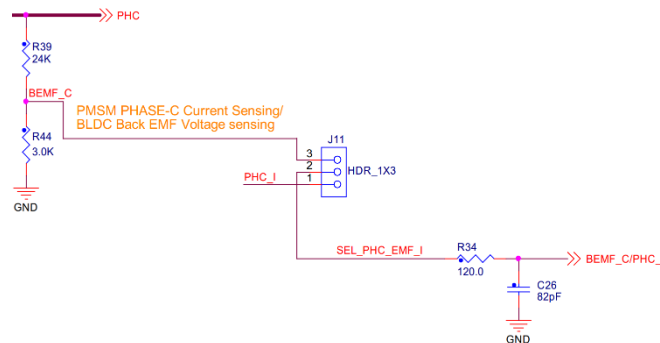 PHC
R39
24K
BEMF_C
PMSM PHASE-C Current Sensing/
BLDC Back EMF Voltage sensing
R44
3.0K
GND
J11
3
2
1
HDR_1X3
PHC_I
SEL_PHC_EMF_I
R34
120.0
BEMF_C/PHC_
C26
82pF
GND